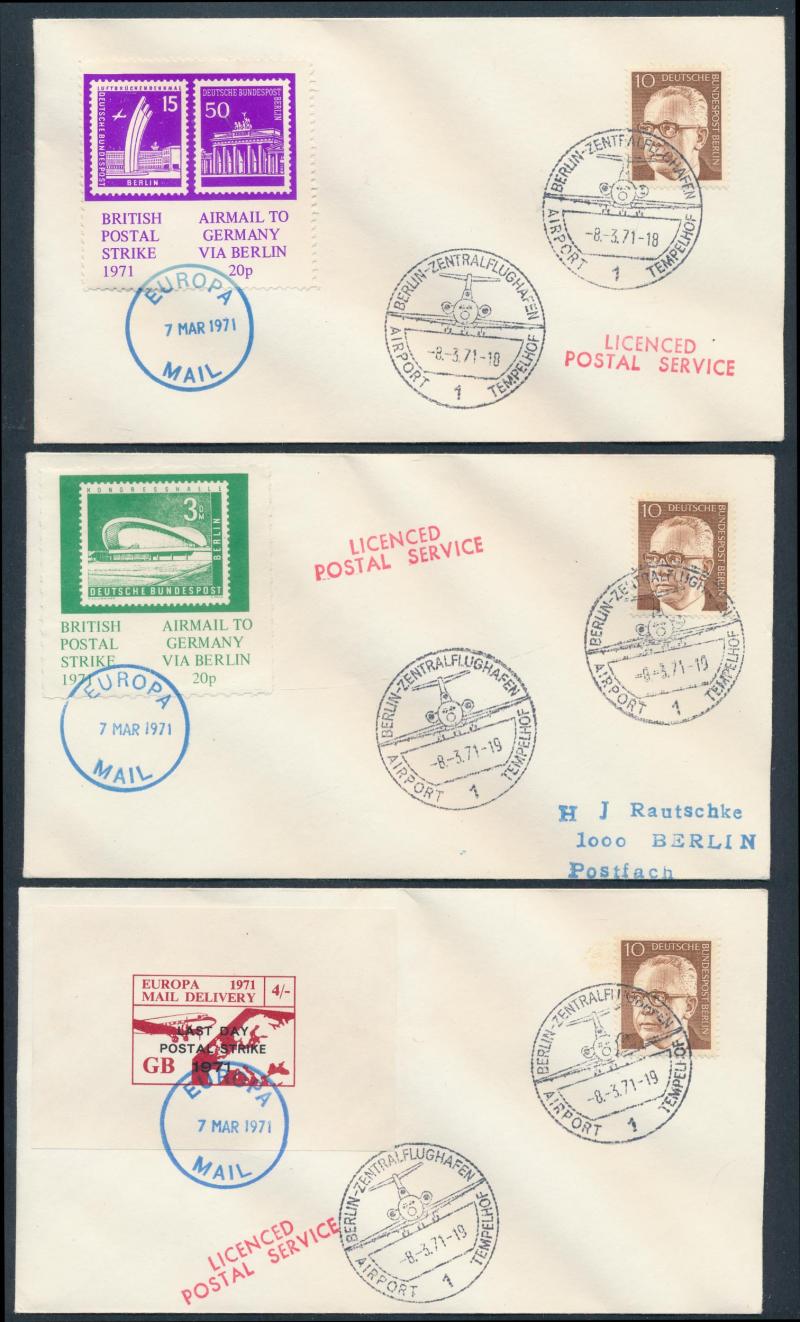 LUFTBRÜCKENDENKMAL
15
DEUTSCHE BUNDESPOST
BERLIN
DEUTSCHE BUNDESPOST
50
BERLIN
BRITISH
POSTAL
STRIKE
1971
AIRMAIL TO
GERMANY
VIA BERLIN
20p
EUROPA
7 MAR 1971
MAIL
10 DEUTSCHE
BUNDESPOST BERLIN
BERLIN-ZENTRALFLUGHAFEN
-8.-3.71-18
AIRPORT 1 TEMPELHOF
BERLIN-ZENTRALFLUGHAFEN
-8.-3.71-18
AIRPORT 1 TEMPELHOF
LICENCED
POSTAL SERVICE
KONGRESSHALLE
3 DM
BERLIN
DEUTSCHE BUNDESPOST
BRITISH
POSTAL
STRIKE
1971
AIRMAIL TO
GERMANY
VIA BERLIN
20p
EUROPA
7 MAR 1971
MAIL
LICENCED
POSTAL SERVICE
10 DEUTSCHE
BUNDESPOST BERLIN
BERLIN-ZENTRALFLUGHAFEN
-8.-3.71-19
AIRPORT 1 TEMPELHOF
BERLIN-ZENTRALFLUGHAFEN
-8.-3.71-19
AIRPORT 1 TEMPELHOF
H J Rautschke
1000 BERLIN
Postfach
EUROPA 1971
MAIL DELIVERY
4/-
LAST DAY
POSTAL STRIKE
1971
GB
EUROPA
7 MAR 1971
MAIL
10 DEUTSCHE
BUNDESPOST BERLIN
BERLIN-ZENTRALFLUGHAFEN
-8.-3.71-19
AIRPORT 1 TEMPELHOF
BERLIN-ZENTRALFLUGHAFEN
-8.-3.71-19
AIRPORT 1 TEMPELHOF
LICENCED
POSTAL SERVICE